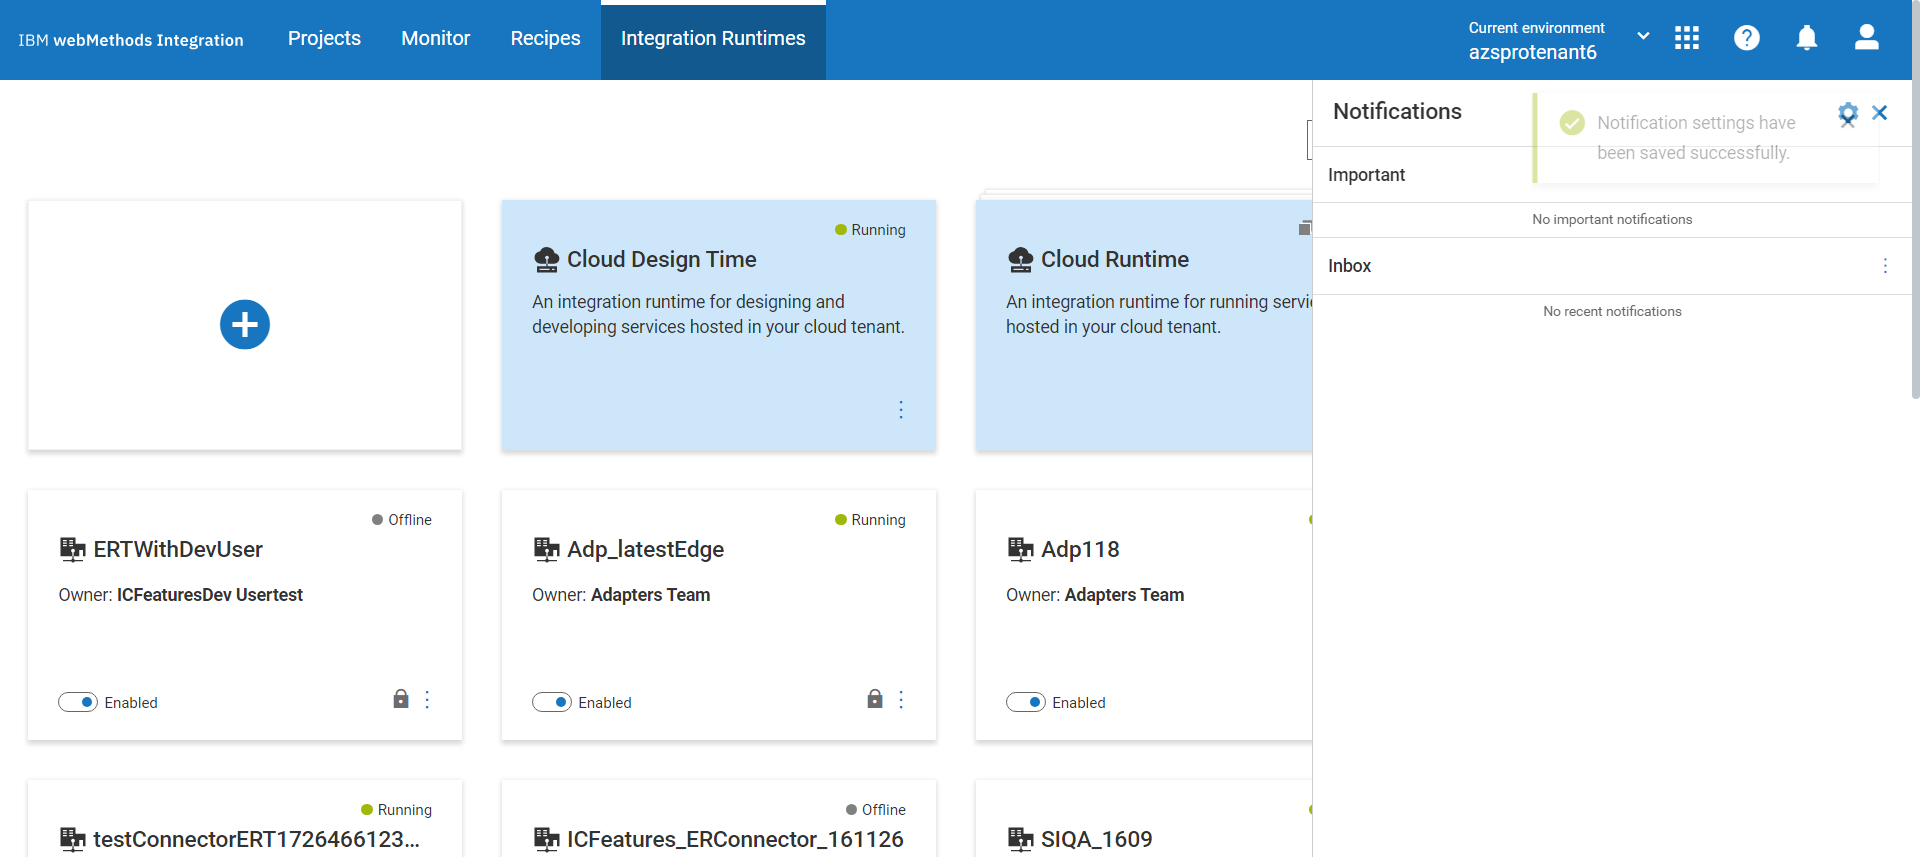 IBM webMethods Integration
Projects
Monitor
Recipes
Integration Runtimes
Current environment
azsprotenant6
Notifications
Notification settings have
been saved successfully.
Important
No important notifications
Inbox
No recent notifications
Running
Cloud Design Time
An integration runtime for designing and
developing services hosted in your cloud tenant.
Cloud Runtime
An integration runtime for running
hosted in your cloud tenant.
Offline
ERTWithDevUser
Owner: ICFeaturesDev Usertest
Enabled
Running
Adp_latestEdge
Owner: Adapters Team
Enabled
Adp118
Owner: Adapters Team
Enabled
Running
testConnectorERT1726466123...
Offline
ICFeatures_ERConnector_161126
SIQA_1609